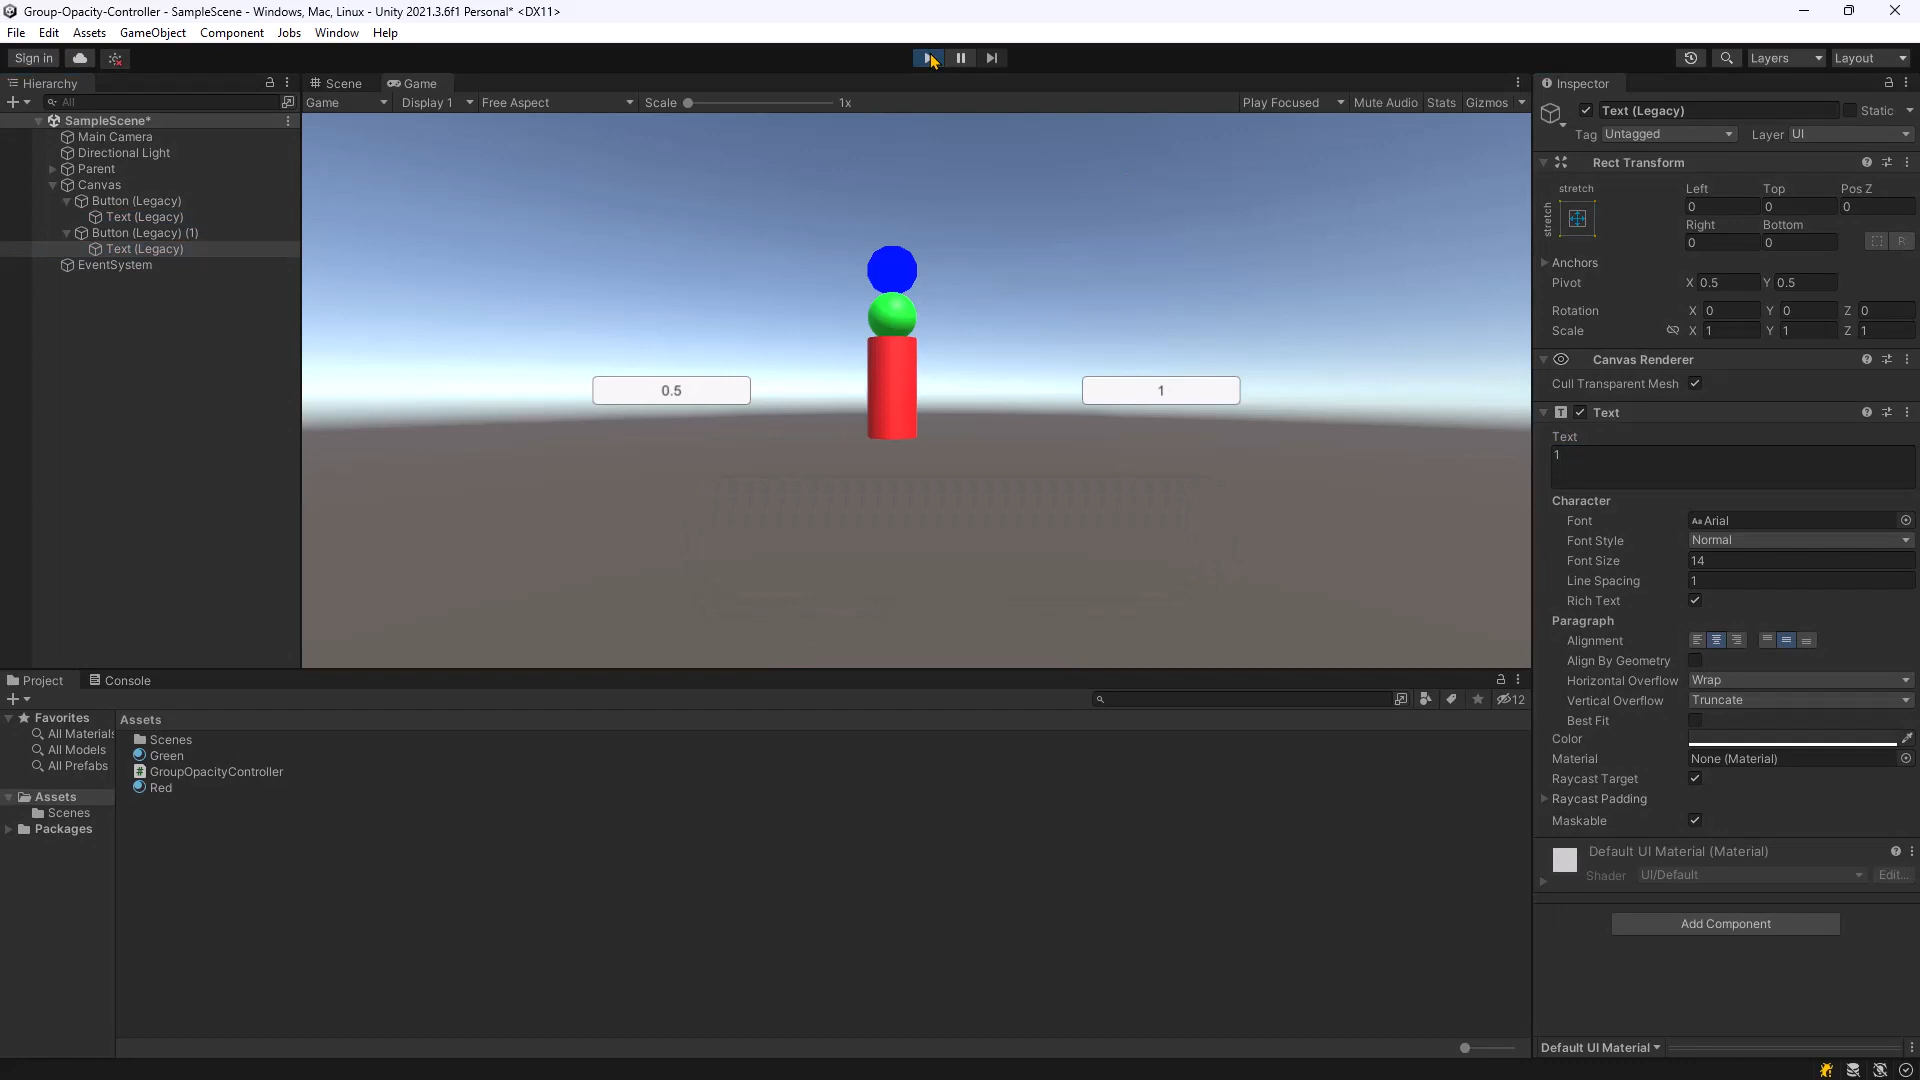 Group-Opacity-Controller - SampleScene - Windows, Mac, Linux - Unity 2021.3.6f1 Personal* <DX11>
File Edit Assets GameObject Component Jobs Window Help
Sign in
Layers
Layout
Hierarchy
All
SampleScene*
Main Camera
Directional Light
Parent
Canvas
Button (Legacy)
Text (Legacy)
Button (Legacy) (1)
Text (Legacy)
EventSystem
Scene
Game
Game
Display 1
Free Aspect
Scale
1x
Play Focused
Mute Audio
Stats
Gizmos
0.5
1
Project
Console
12
Favorites
All Materials
All Models
All Prefabs
Assets
Scenes
Packages
Assets
Scenes
Green
GroupOpacityController
Red
Inspector
Text (Legacy)
Static
Tag
Untagged
Layer
UI
Rect Transform
stretch
stretch
Left Top Pos Z
0 0 0
Right Bottom
0 0
R
Anchors
Pivot X 0.5 Y 0.5
Rotation X 0 Y 0 Z 0
Scale X 1 Y 1 Z 1
Canvas Renderer
Cull Transparent Mesh
Text
Text
1
Character
Font
Aa Arial
Font Style
Normal
Font Size
14
Line Spacing
1
Rich Text
Paragraph
Alignment
Align By Geometry
Horizontal Overflow
Wrap
Vertical Overflow
Truncate
Best Fit
Color
Material
None (Material)
Raycast Target
Raycast Padding
Maskable
Default UI Material (Material)
Shader
UI/Default
Edit...
Add Component
Default UI Material